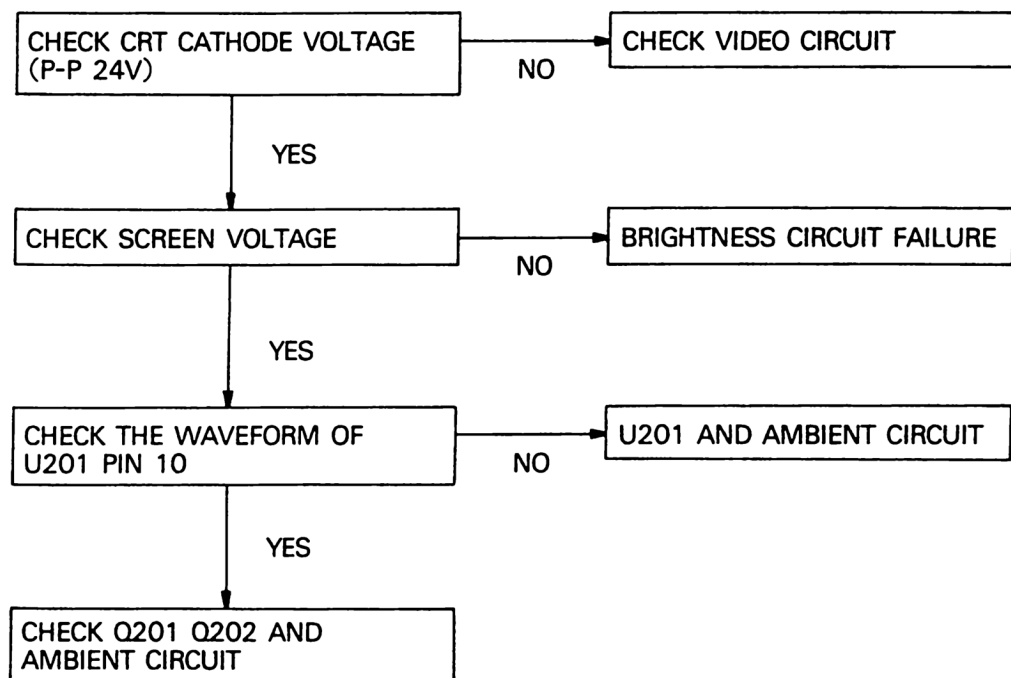 CHECK CRT CATHODE VOLTAGE
(P-P 24V)
NO
CHECK VIDEO CIRCUIT
YES
CHECK SCREEN VOLTAGE
NO
BRIGHTNESS CIRCUIT FAILURE
YES
CHECK THE WAVEFORM OF
U201 PIN 10
NO
U201 AND AMBIENT CIRCUIT
YES
CHECK Q201 Q202 AND
AMBIENT CIRCUIT